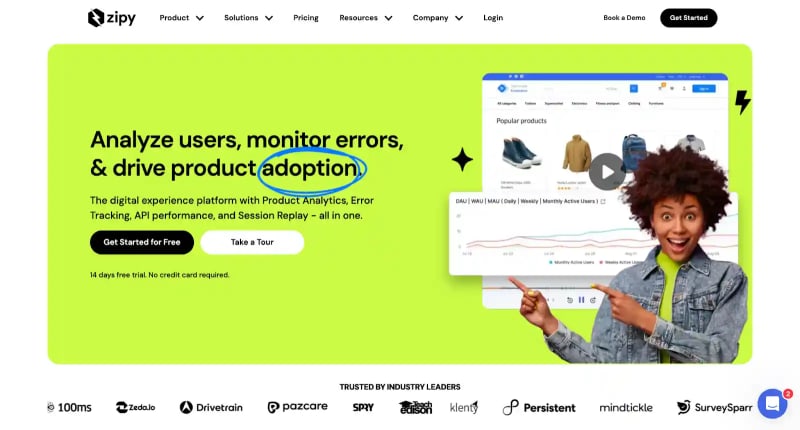 zipy
Product
Solutions
Pricing
Resources
Company
Login
Book a Demo
Get Started
Analyze users, monitor errors,
& drive product adoption.
The digital experience platform with Product Analytics, Error
Tracking, API performance, and Session Replay - all in one.
Get Started for Free
Take a Tour
14 days free trial. No credit card required.
Popular products
DAU | WAU | MAU ( Daily | Weekly | Monthly Active Users )
Monthly Active Users
Weekly Active Users
TRUSTED BY INDUSTRY LEADERS
100ms
Zeda.io
Drivetrain
pazcare
SPRY
Teach
edison
klenty
Persistent
mindtickle
SurveySparr
2